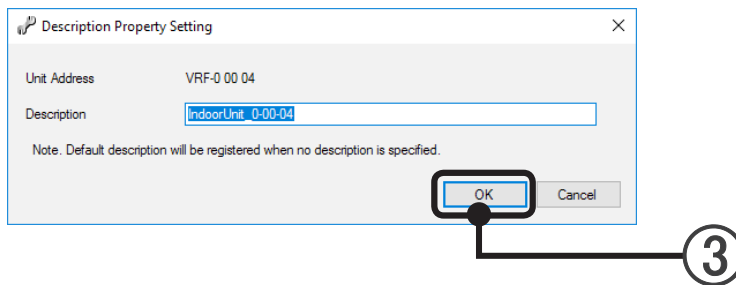 Description Property Setting
Unit Address VRF-0 00 04
Description IndoorUnit_0-00-04
Note. Default description will be registered when no description is specified.
OK Cancel
③